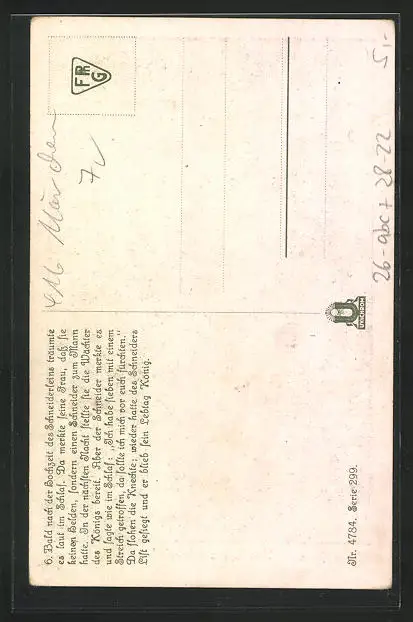 6. Bald nach der Hochzeit des Schneiderleins träumte
es laut im Schlaf. Da merkte seine Frau, daß sie
keinen Helden, sondern einen Schneider zum Mann
hatte. In der nächsten Nacht stellte sie die Wächter
des Königs bereit. Aber der Schneider merkte es
und sagte wie im Schlaf: „Ich habe sieben mit einem
Streich getroffen, da sollte ich mich vor euch fürchten."
Da flohen die Knechte; wieder hatte des Schneiders
List gesiegt und er blieb sein Lebtag König.
Nr. 4784. Serie 299.
Märchen
7
FPG
UVACHROM
26-abc+ 28-22
5,-